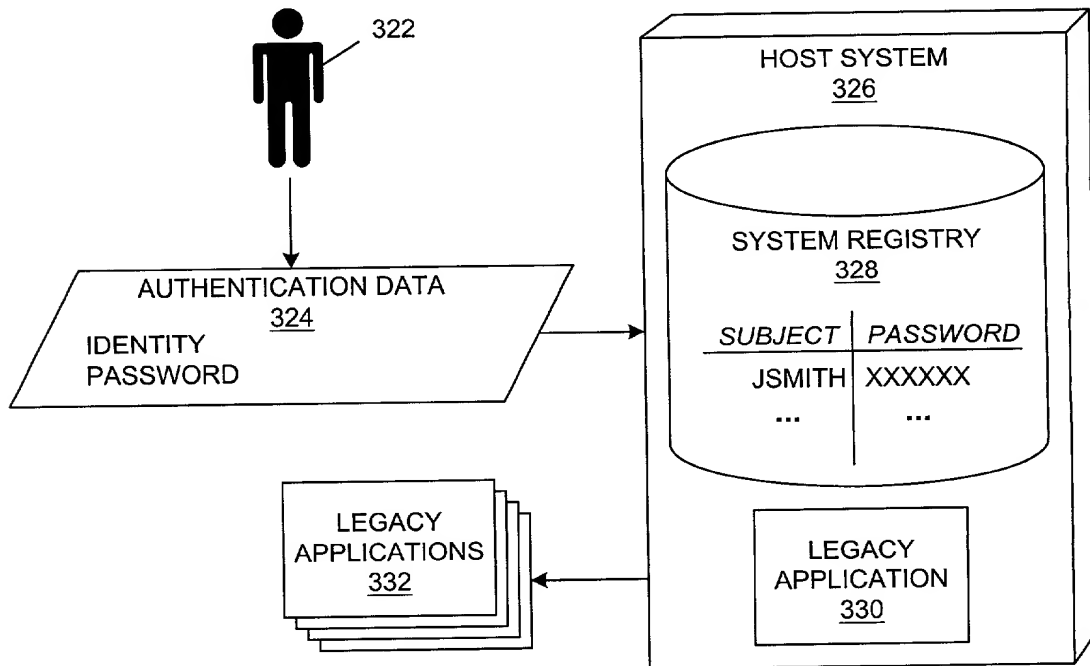 322
HOST SYSTEM
326
SYSTEM REGISTRY
328
SUBJECT PASSWORD
JSMITH XXXXXX
... ...
AUTHENTICATION DATA
324
IDENTITY
PASSWORD
LEGACY
APPLICATIONS
332
LEGACY
APPLICATION
330